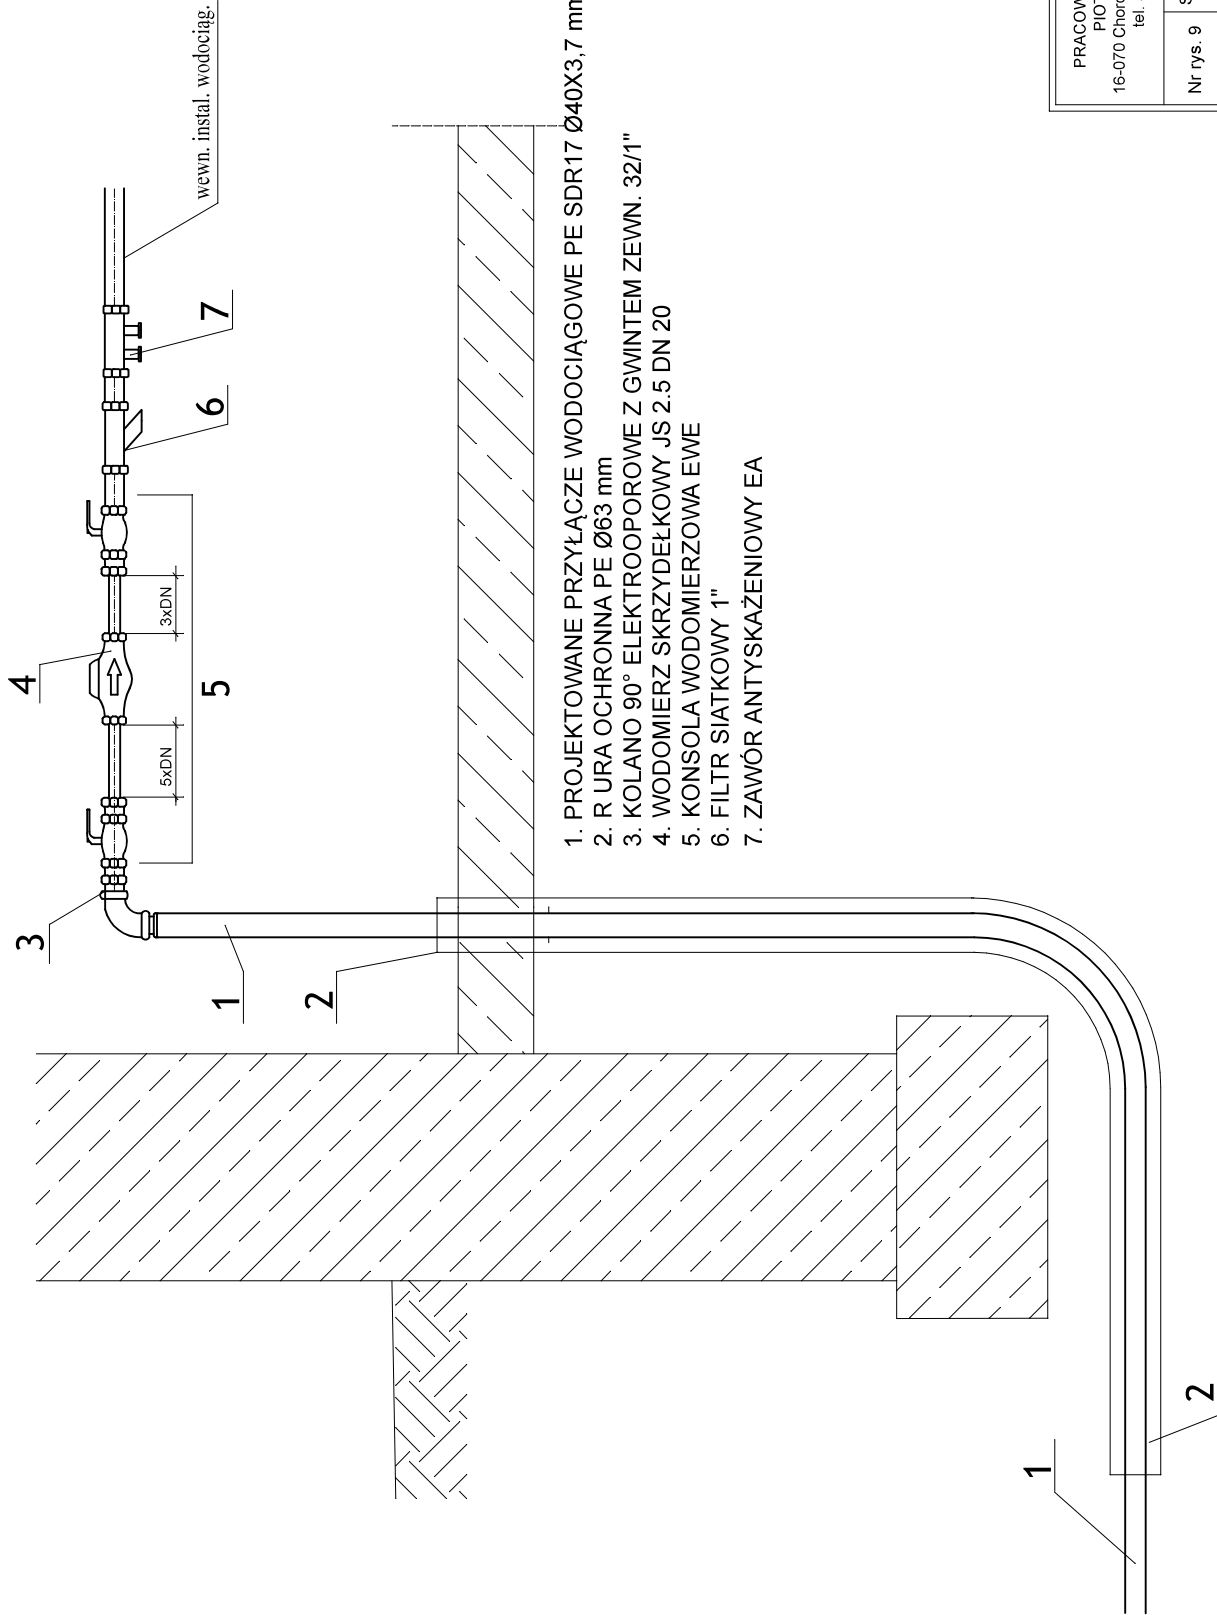 wewn. instal. wodociąg.
4
3
5xDN
3xDN
5
6
7
1
2
1. PROJEKTOWANE PRZYŁĄCZE WODOCIĄGOWE PE SDR17 Ø40X3,7 mm
2. R URA OCHRONNA PE Ø63 mm
3. KOLANO 90° ELEKTROOPOROWE Z GWINTEM ZEWN. 32/1"
4. WODOMIERZ SKRZYDEŁKOWY JS 2.5 DN 20
5. KONSOLA WODOMIERZOWA EWE
6. FILTR SIATKOWY 1"
7. ZAWÓR ANTYSKAŻENIOWY EA
1
2
PRACOW
PIOT
16-070 Choro
tel.
Nr rys. 9